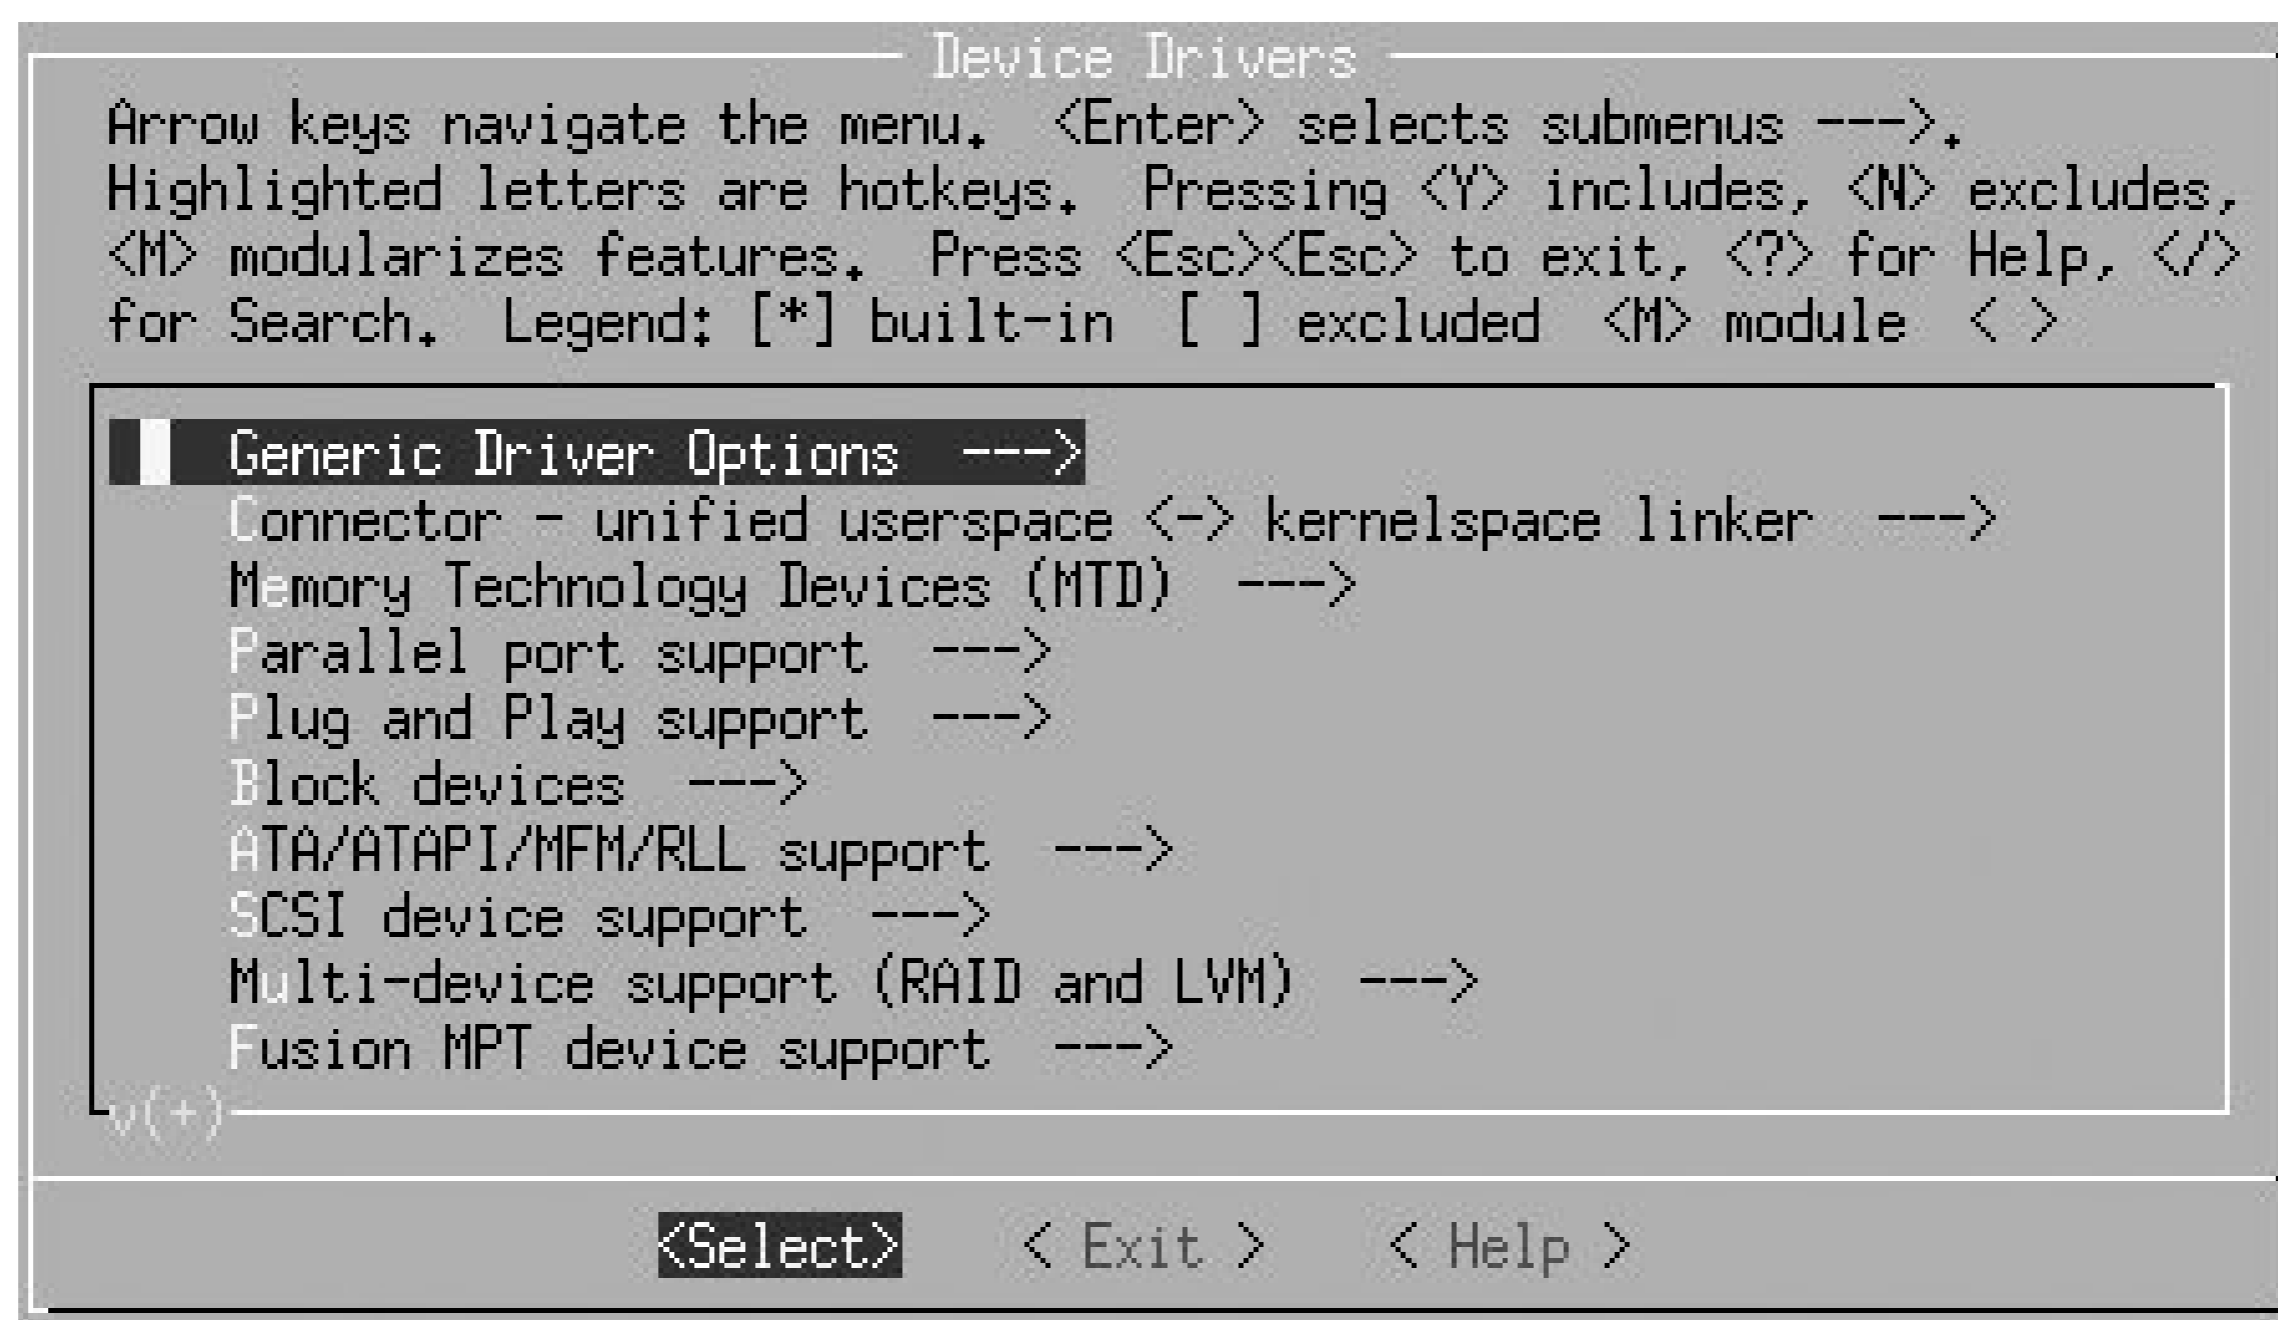 Device Drivers
Arrow keys navigate the menu.  <Enter> selects submenus --->.
Highlighted letters are hotkeys.  Pressing <Y> includes, <N> excludes,
<M> modularizes features.  Press <Esc><Esc> to exit, <?> for Help, </>
for Search.  Legend: [*] built-in  [ ] excluded  <M> module  < >
Generic Driver Options  --->
Connector - unified userspace <-> kernelspace linker  --->
Memory Technology Devices (MTD)  --->
Parallel port support  --->
Plug and Play support  --->
Block devices  --->
ATA/ATAPI/MFM/RLL support  --->
SCSI device support  --->
Multi-device support (RAID and LVM)  --->
Fusion MPT device support  --->
v(+)
<Select>    < Exit >    < Help >